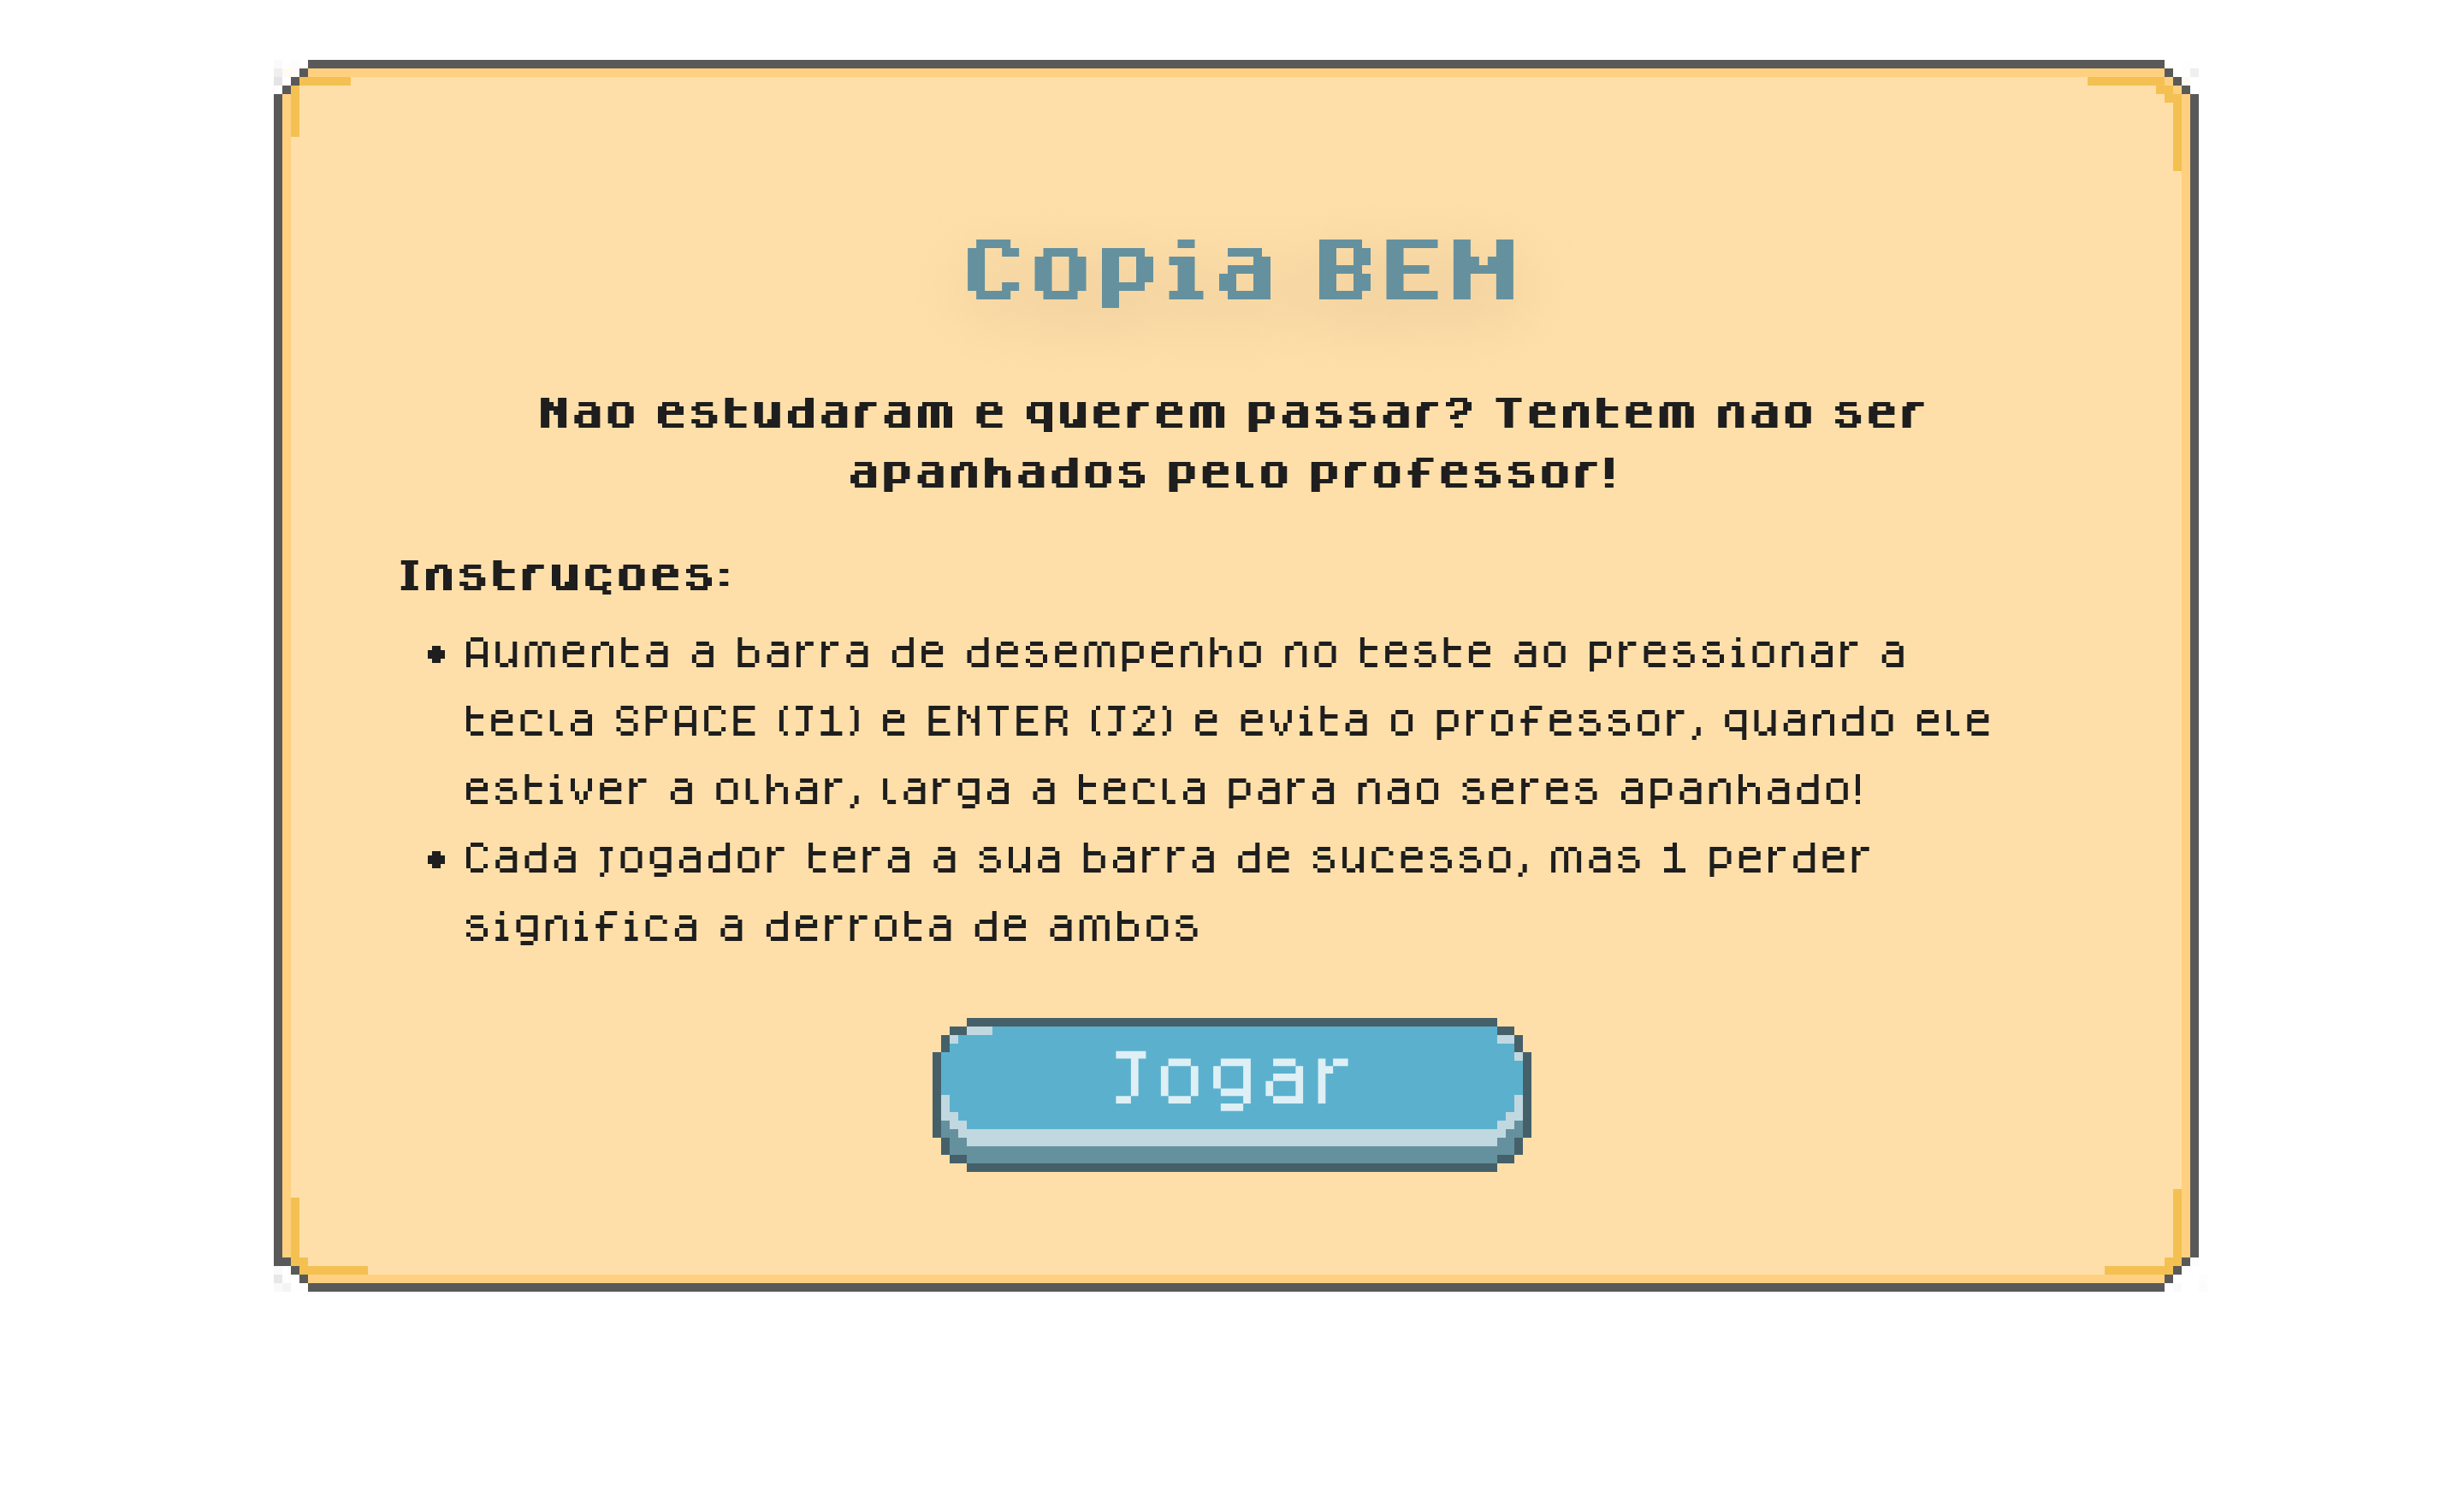 Copia BEM
Nao estudaram e querem passar? Tentem nao ser
apanhados pelo professor!
Instruçoes:
• Aumenta a barra de desempenho no teste ao pressionar a
tecla SPACE (J1) e ENTER (J2) e evita o professor, quando ele
estiver a olhar, larga a tecla para nao seres apanhado!
• Cada jogador tera a sua barra de sucesso, mas 1 perder
significa a derrota de ambos
Jogar